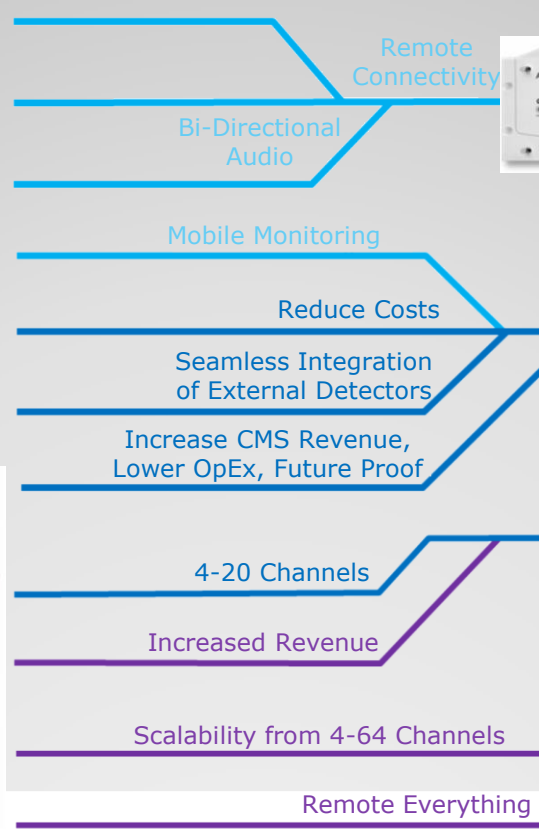 Remote
Connectivity
Bi-Directional
Audio
Mobile Monitoring
Reduce Costs
Seamless Integration
of External Detectors
Increase CMS Revenue,
Lower OpEx, Future Proof
4-20 Channels
Increased Revenue
Scalability from 4-64 Channels
Remote Everything